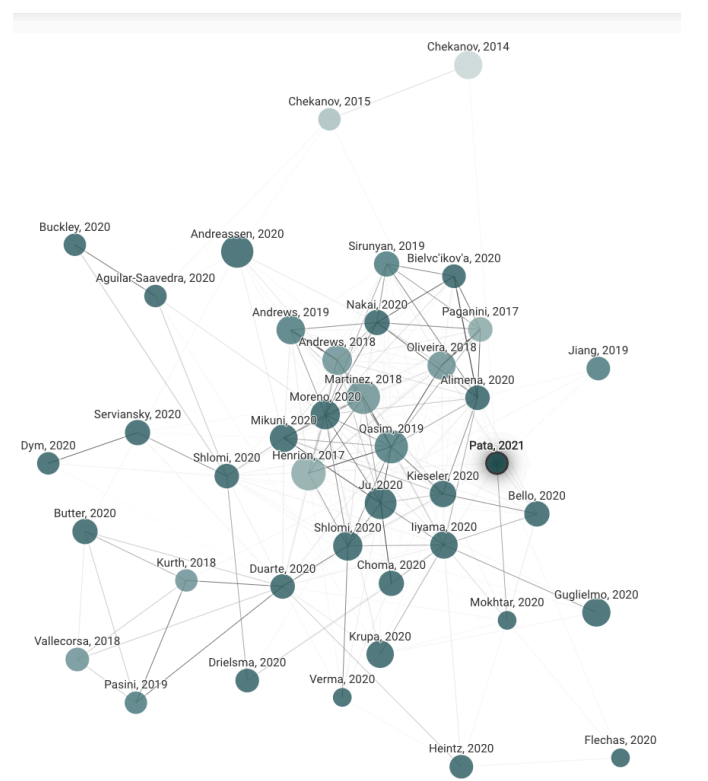 Chekanov, 2014
Chekanov, 2015
Buckley, 2020
Andreassen, 2020
Sirunyan, 2019
Bielvc'ikov'a, 2020
Aguilar-Saavedra, 2020
Andrews, 2019
Nakai, 2020
Paganini, 2017
Andrews, 2018
Oliveira, 2018
Jiang, 2019
Martinez, 2018
Alimena, 2020
Moreno, 2020
Serviansky, 2020
Mikuni, 2020
Qasim, 2019
Dym, 2020
Shlomi, 2020
Henrion, 2017
Pata, 2021
Kieseler, 2020
Ju, 2020
Bello, 2020
Butter, 2020
Shlomi, 2020
Iiyama, 2020
Kurth, 2018
Duarte, 2020
Choma, 2020
Mokhtar, 2020
Guglielmo, 2020
Vallecorsa, 2018
Krupa, 2020
Drielsma, 2020
Pasini, 2019
Verma, 2020
Heintz, 2020
Flechas, 2020